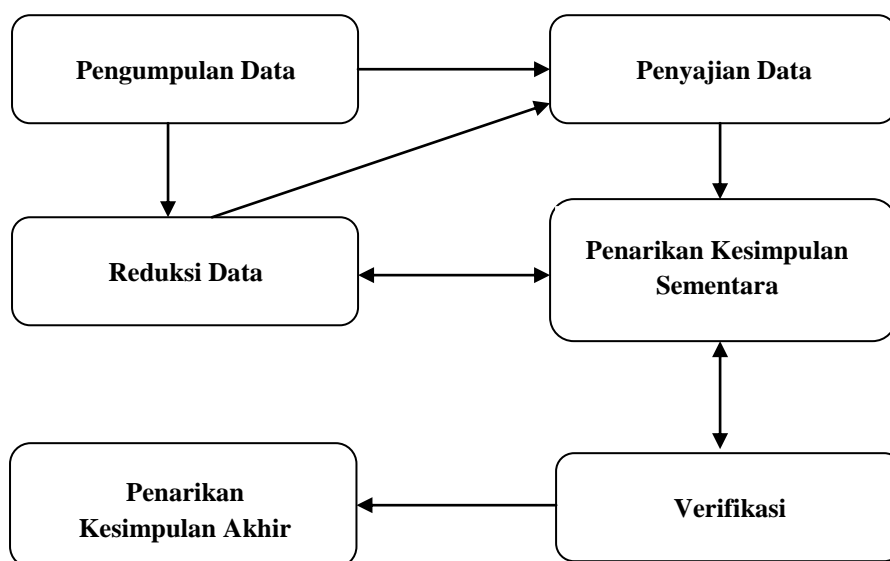 Pengumpulan Data
Penyajian Data
Reduksi Data
Penarikan Kesimpulan
Sementara
Penarikan
Kesimpulan Akhir
Verifikasi